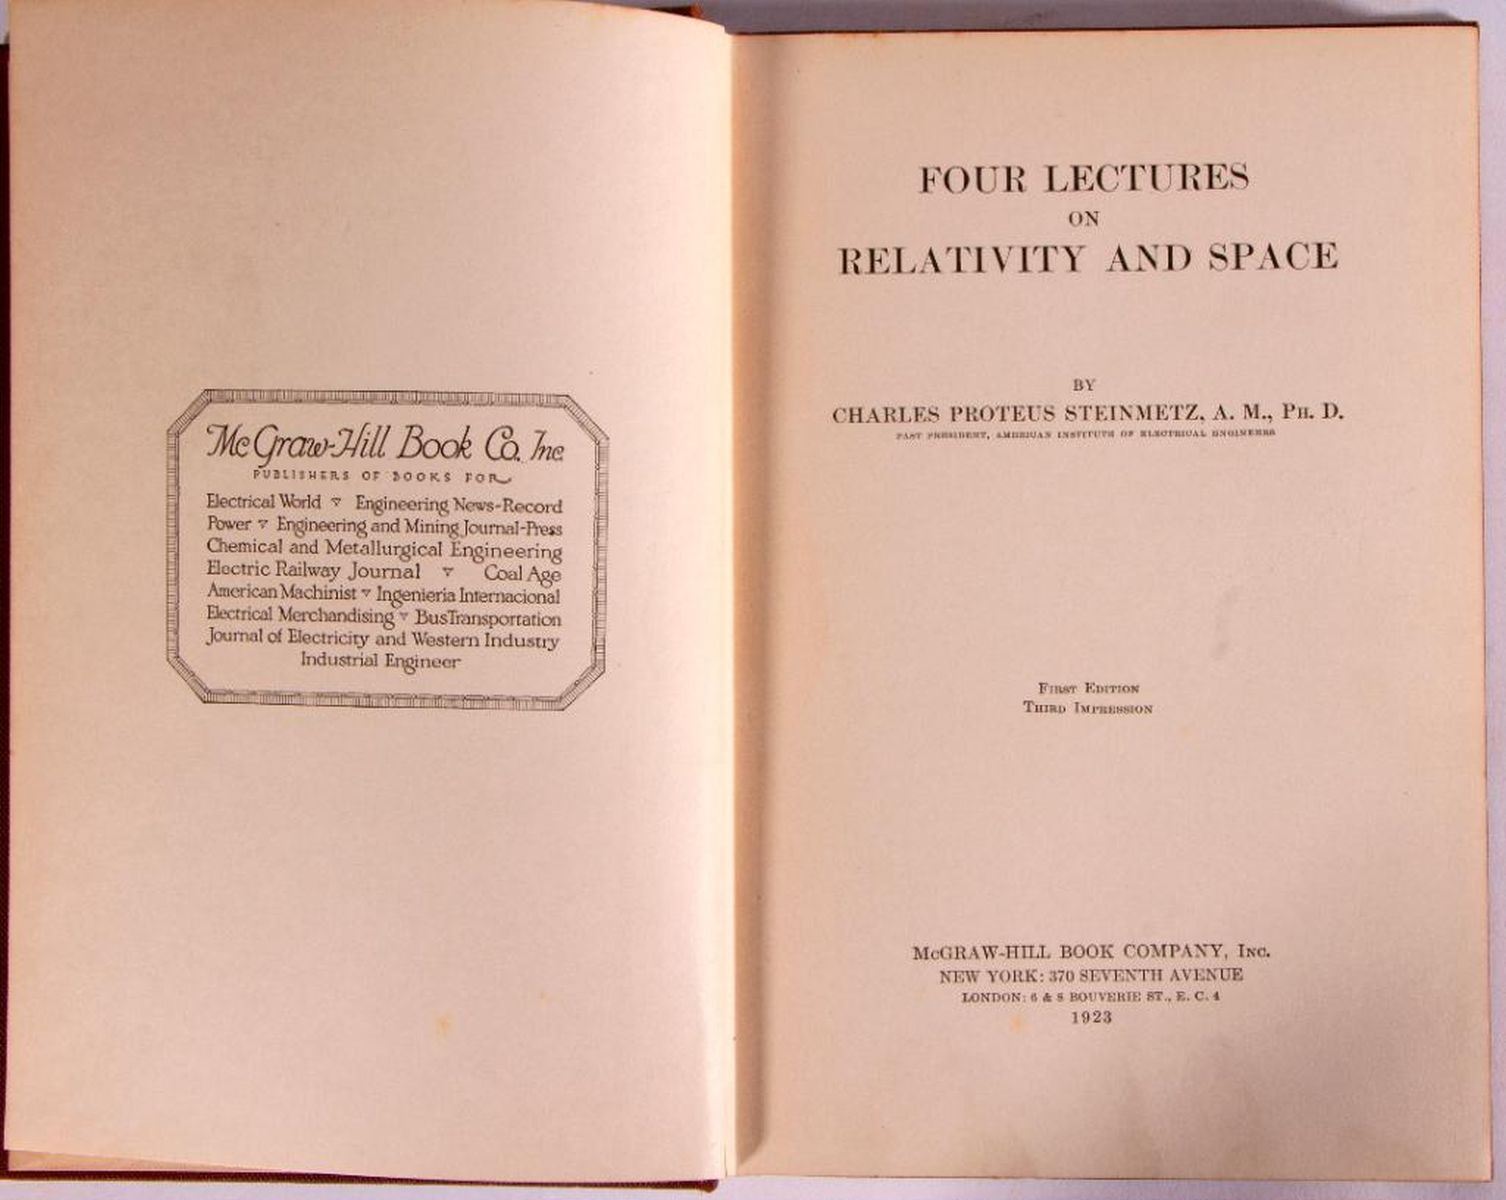 McGraw-Hill Book Co. Inc
PUBLISHERS OF BOOKS FOR
Electrical World ▿ Engineering News-Record
Power ▿ Engineering and Mining Journal-Press
Chemical and Metallurgical Engineering
Electric Railway Journal ▿ Coal Age
American Machinist ▿ Ingenieria Internacional
Electrical Merchandising ▿ Bus Transportation
Journal of Electricity and Western Industry
Industrial Engineer
FOUR LECTURES
ON
RELATIVITY AND SPACE
BY
CHARLES PROTEUS STEINMETZ, A. M., PH. D.
PAST PRESIDENT, AMERICAN INSTITUTE OF ELECTRICAL ENGINEERS
FIRST EDITION
THIRD IMPRESSION
McGRAW-HILL BOOK COMPANY, INC.
NEW YORK: 370 SEVENTH AVENUE
LONDON: 6 & 8 BOUVERIE ST., E. C. 4
1923